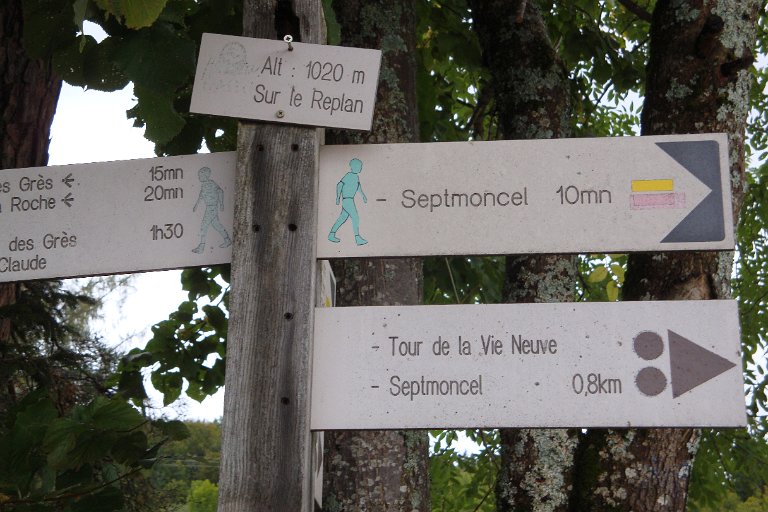 Alt : 1020 m
Sur le Replan
es Grès 15mn
Roche 20mn
des Grès 1h30
Claude
- Septmoncel 10mn
- Tour de la Vie Neuve
- Septmoncel 0,8km